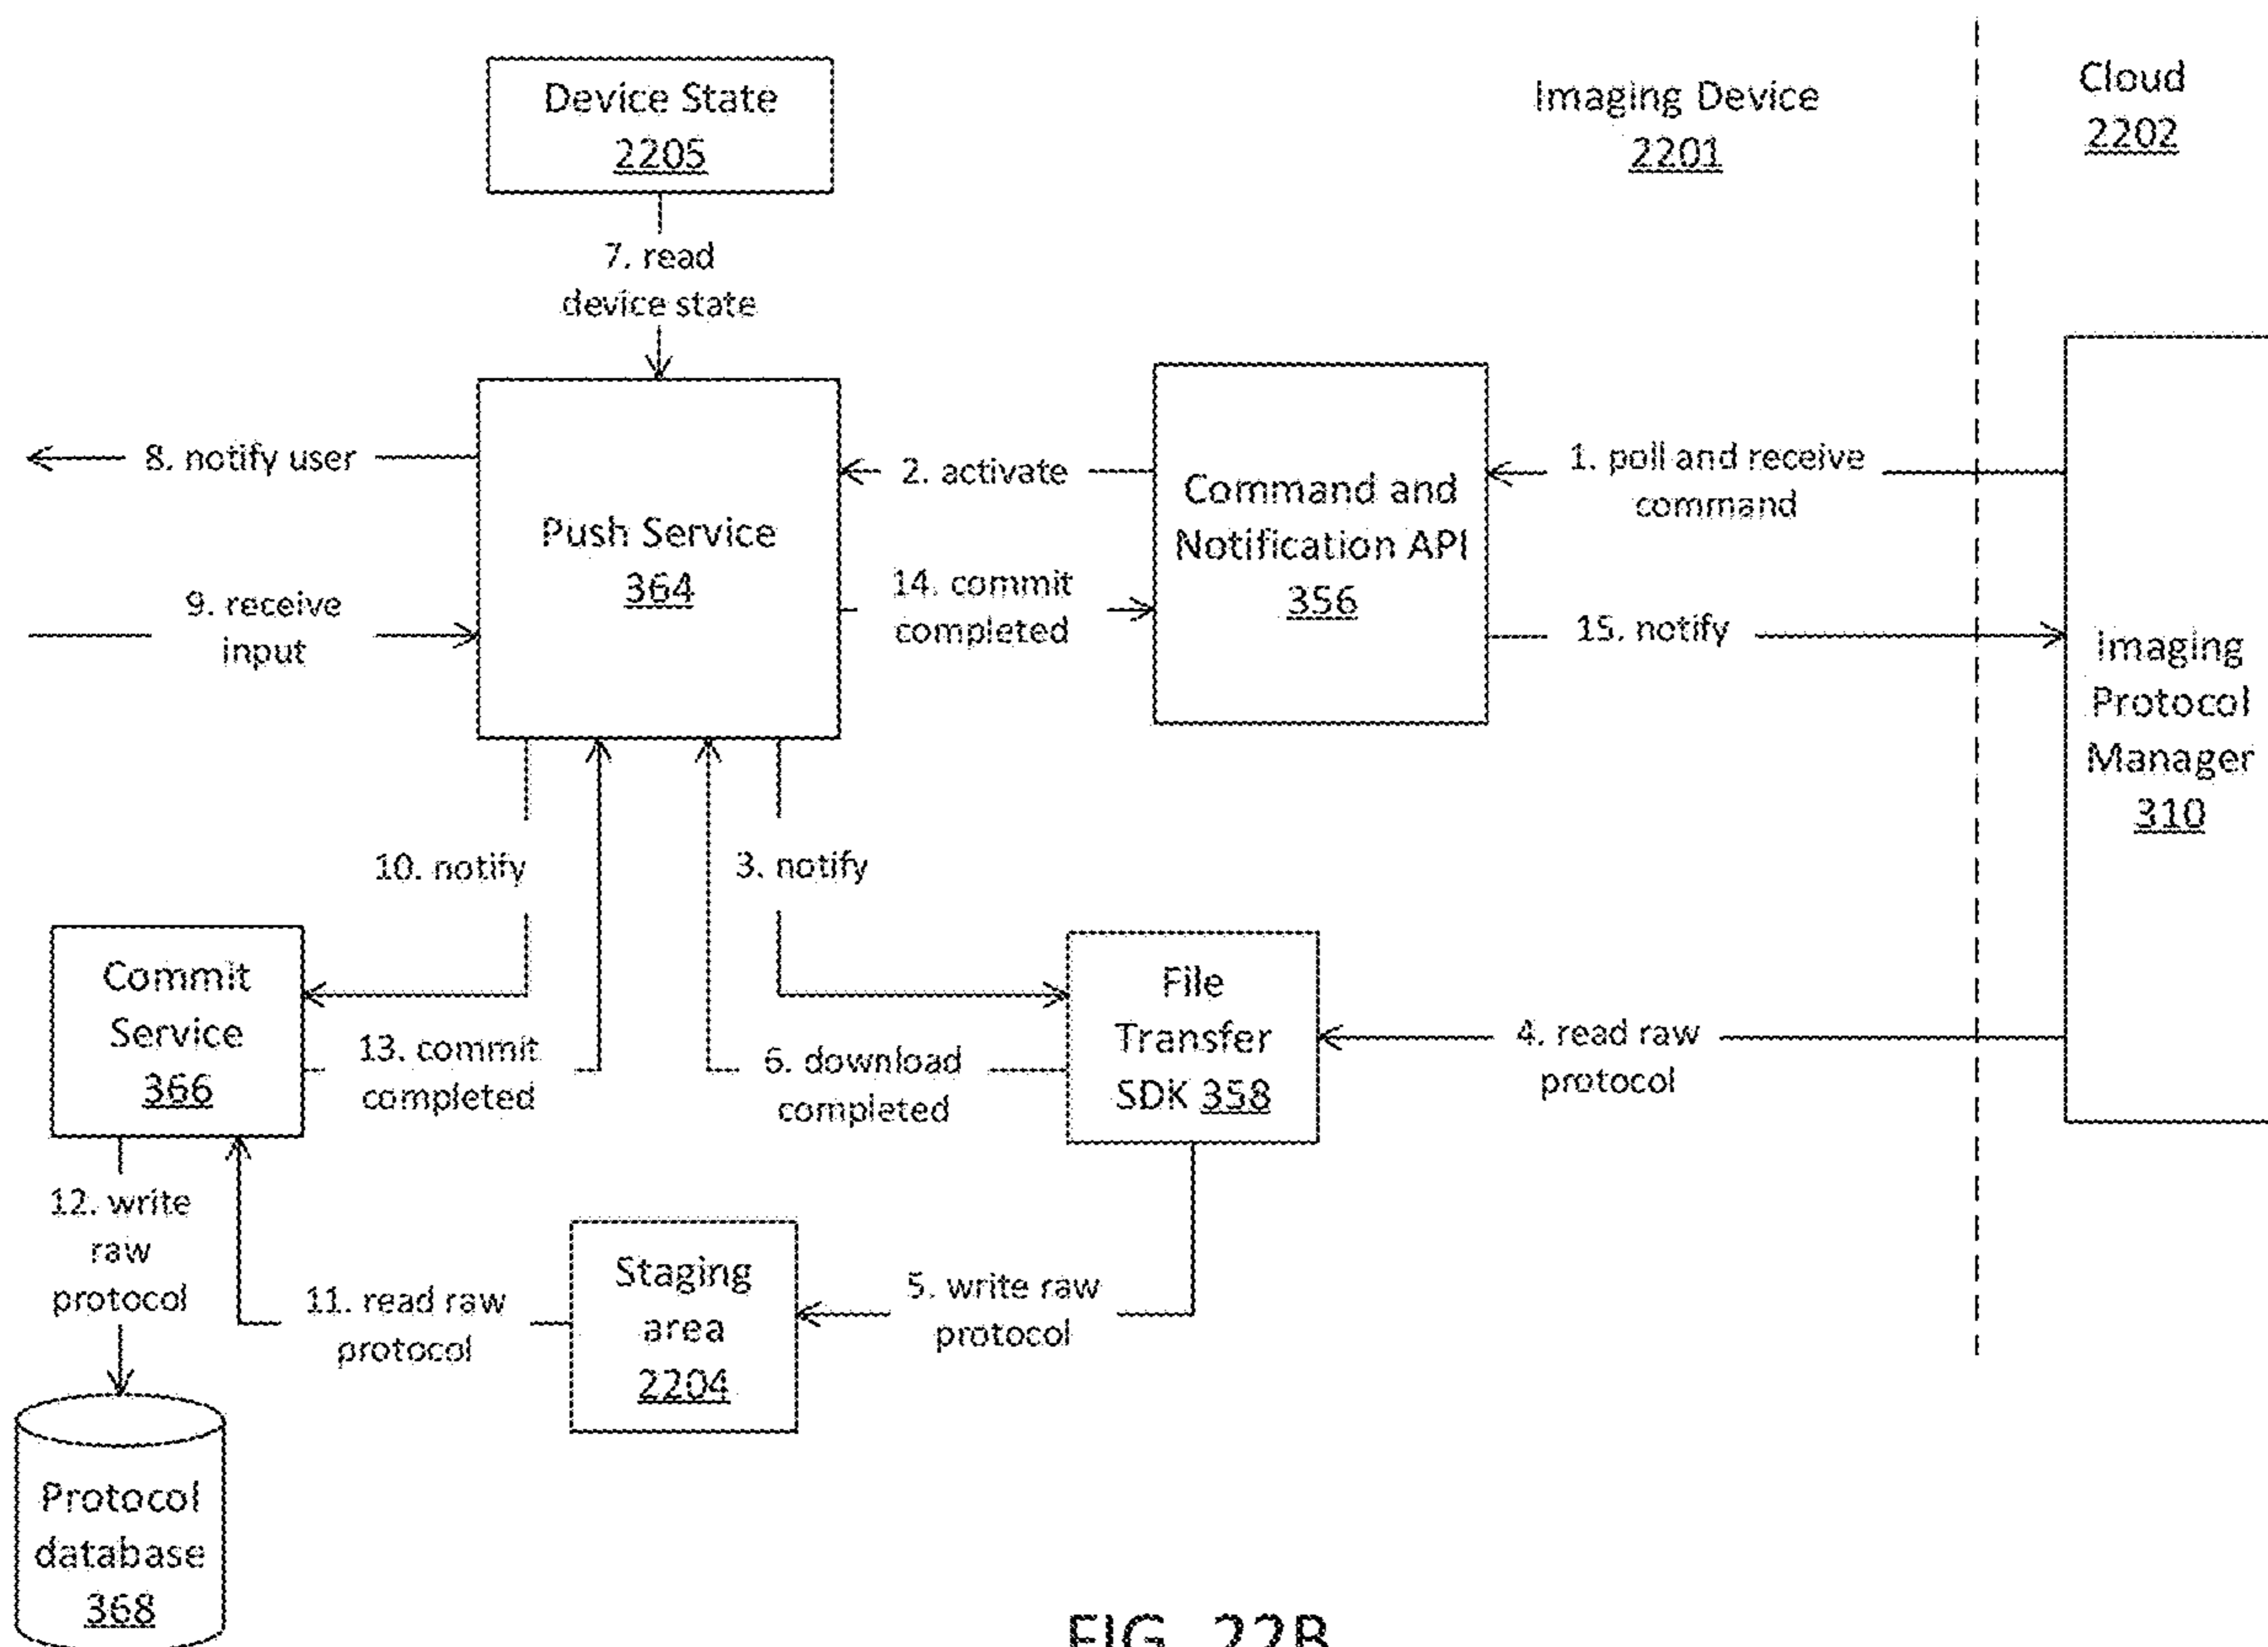 Device State
2205
Imaging Device
2201
Cloud
2202
7. read
device state
8. notify user
9. receive
input
Push Service
364
2. activate
14. commit
completed
Command and
Notification API
356
1. poll and receive
command
15. notify
Imaging
Protocol
Manager
310
10. notify
3. notify
Commit
Service
366
13. commit
completed
6. download
completed
File
Transfer
SDK 358
4. read raw
protocol
12. write
raw
protocol
11. read raw
protocol
Staging
area
2204
5. write raw
protocol
Protocol
database
368
FIG. 22B